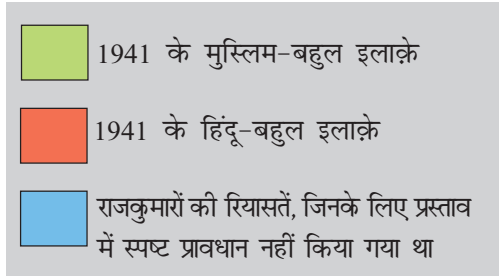 1941 के मुस्लिम-बहुल इलाक़े
1941 के हिंदू-बहुल इलाक़े
राजकुमारों की रियासतें, जिनके लिए प्रस्ताव
में स्पष्ट प्रावधान नहीं किया गया था